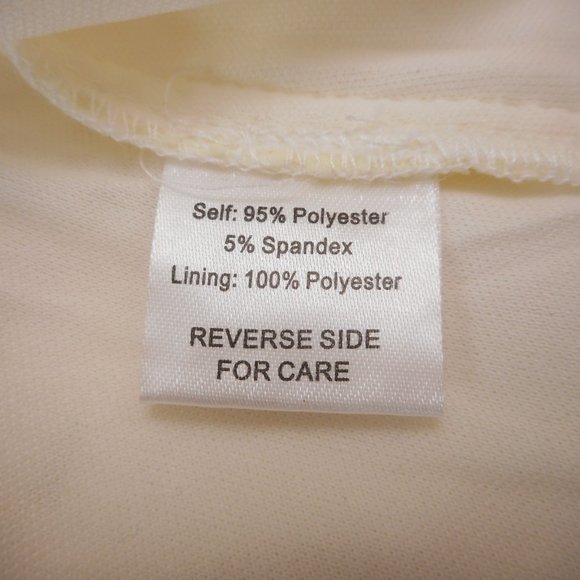 Self: 95% Polyester
5% Spandex
Lining: 100% Polyester
REVERSE SIDE
FOR CARE